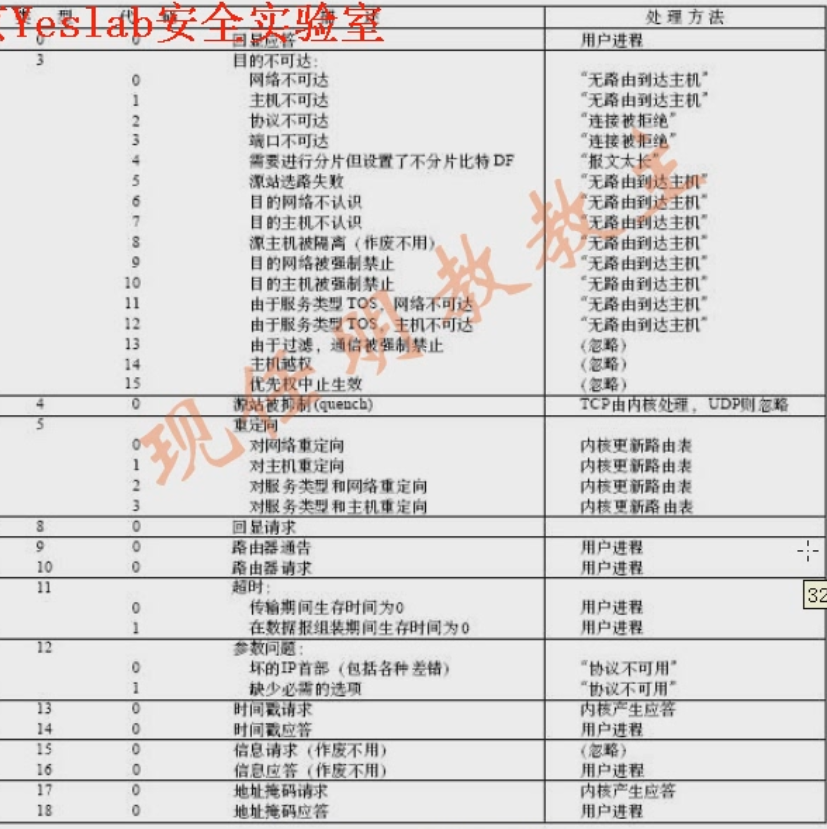 Yeslab安全实验室
类 型 代 处理方法
0 0 回显应答 用户进程
3 目的不可达:
0 网络不可达 “无路由到达主机”
1 主机不可达 “无路由到达主机”
2 协议不可达 “连接被拒绝”
3 端口不可达 “连接被拒绝”
4 需要进行分片但设置了不分片比特DF “报文太长”
5 源站选路失败 “无路由到达主机”
6 目的网络不认识 “无路由到达主机”
7 目的主机不认识 “无路由到达主机”
8 源主机被隔离(作废不用) “无路由到达主机”
9 目的网络被强制禁止 “无路由到达主机”
10 目的主机被强制禁止 “无路由到达主机”
11 由于服务类型TOS,网络不可达 “无路由到达主机”
12 由于服务类型TOS,主机不可达 “无路由到达主机”
13 由于过滤,通信被强制禁止 (忽略)
14 主机越权 (忽略)
15 优先权中止生效 (忽略)
4 0 源站被抑制(quench) TCP由内核处理,UDP则忽略
5 重定向
0 对网络重定向 内核更新路由表
1 对主机重定向 内核更新路由表
2 对服务类型和网络重定向 内核更新路由表
3 对服务类型和主机重定向 内核更新路由表
8 0 回显请求
9 0 路由器通告 用户进程
10 0 路由器请求 用户进程
11 超时:
0 传输期间生存时间为0 用户进程
1 在数据报组装期间生存时间为0 用户进程
12 参数问题:
0 坏的IP首部(包括各种差错) “协议不可用”
1 缺少必需的选项 “协议不可用”
13 0 时间戳请求 内核产生应答
14 0 时间戳应答 用户进程
15 0 信息请求(作废不用) (忽略)
16 0 信息应答(作废不用) 用户进程
17 0 地址掩码请求 内核产生应答
18 0 地址掩码应答 用户进程
现任明教教主
32